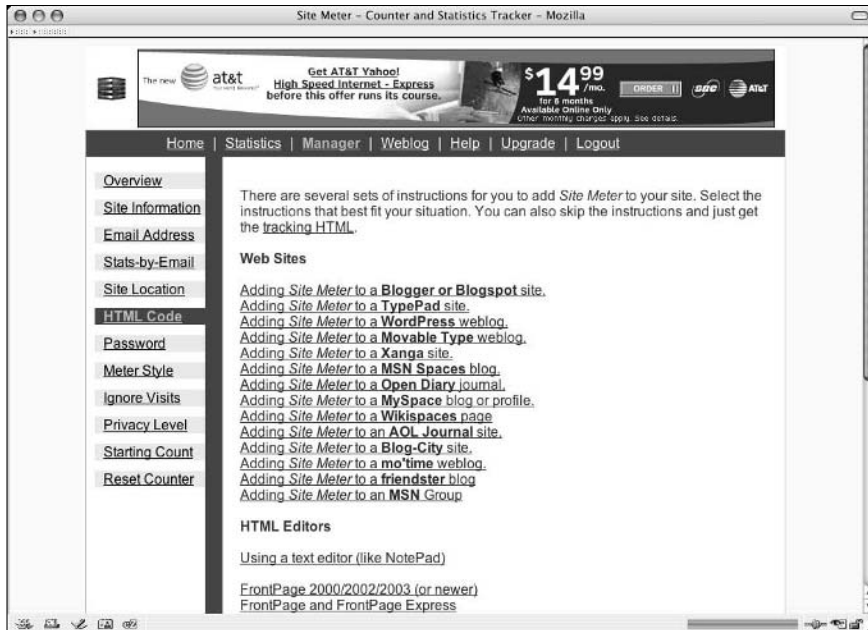 Site Meter – Counter and Statistics Tracker – Mozilla
The new at&t
Get AT&T Yahoo!
High Speed Internet - Express
before this offer runs its course.
$14 99 /mo.
for 6 months
Available Online Only
Other monthly charges apply. See details.
ORDER
SBC AT&T
Home | Statistics | Manager | Weblog | Help | Upgrade | Logout
Overview
Site Information
Email Address
Stats-by-Email
Site Location
HTML Code
Password
Meter Style
Ignore Visits
Privacy Level
Starting Count
Reset Counter
There are several sets of instructions for you to add Site Meter to your site. Select the
instructions that best fit your situation. You can also skip the instructions and just get
the tracking HTML.
Web Sites
Adding Site Meter to a Blogger or Blogspot site.
Adding Site Meter to a TypePad site.
Adding Site Meter to a WordPress weblog.
Adding Site Meter to a Movable Type weblog.
Adding Site Meter to a Xanga site.
Adding Site Meter to a MSN Spaces blog.
Adding Site Meter to a Open Diary journal.
Adding Site Meter to a MySpace blog or profile.
Adding Site Meter to a Wikispaces page
Adding Site Meter to an AOL Journal site.
Adding Site Meter to a Blog-City site.
Adding Site Meter to a mo'time weblog.
Adding Site Meter to a friendster blog
Adding Site Meter to an MSN Group
HTML Editors
Using a text editor (like NotePad)
FrontPage 2000/2002/2003 (or newer)
FrontPage and FrontPage Express